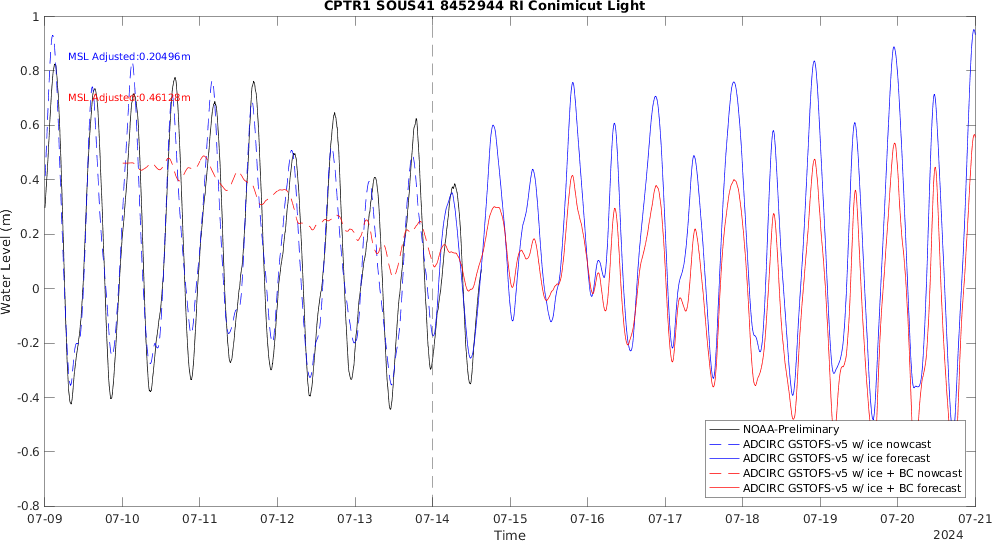 CPTR1 SOUS41 8452944 RI Conimicut Light
MSL Adjusted:0.20496m
MSL Adjusted:0.46128m
Water Level (m)
1
0.8
0.6
0.4
0.2
0
-0.2
-0.4
-0.6
-0.8
NOAA-Preliminary
ADCIRC GSTOFS-v5 w/ ice nowcast
ADCIRC GSTOFS-v5 w/ ice forecast
ADCIRC GSTOFS-v5 w/ ice + BC nowcast
ADCIRC GSTOFS-v5 w/ ice + BC forecast
07-09 07-10 07-11 07-12 07-13 07-14 07-15 07-16 07-17 07-18 07-19 07-20 07-21
Time
2024